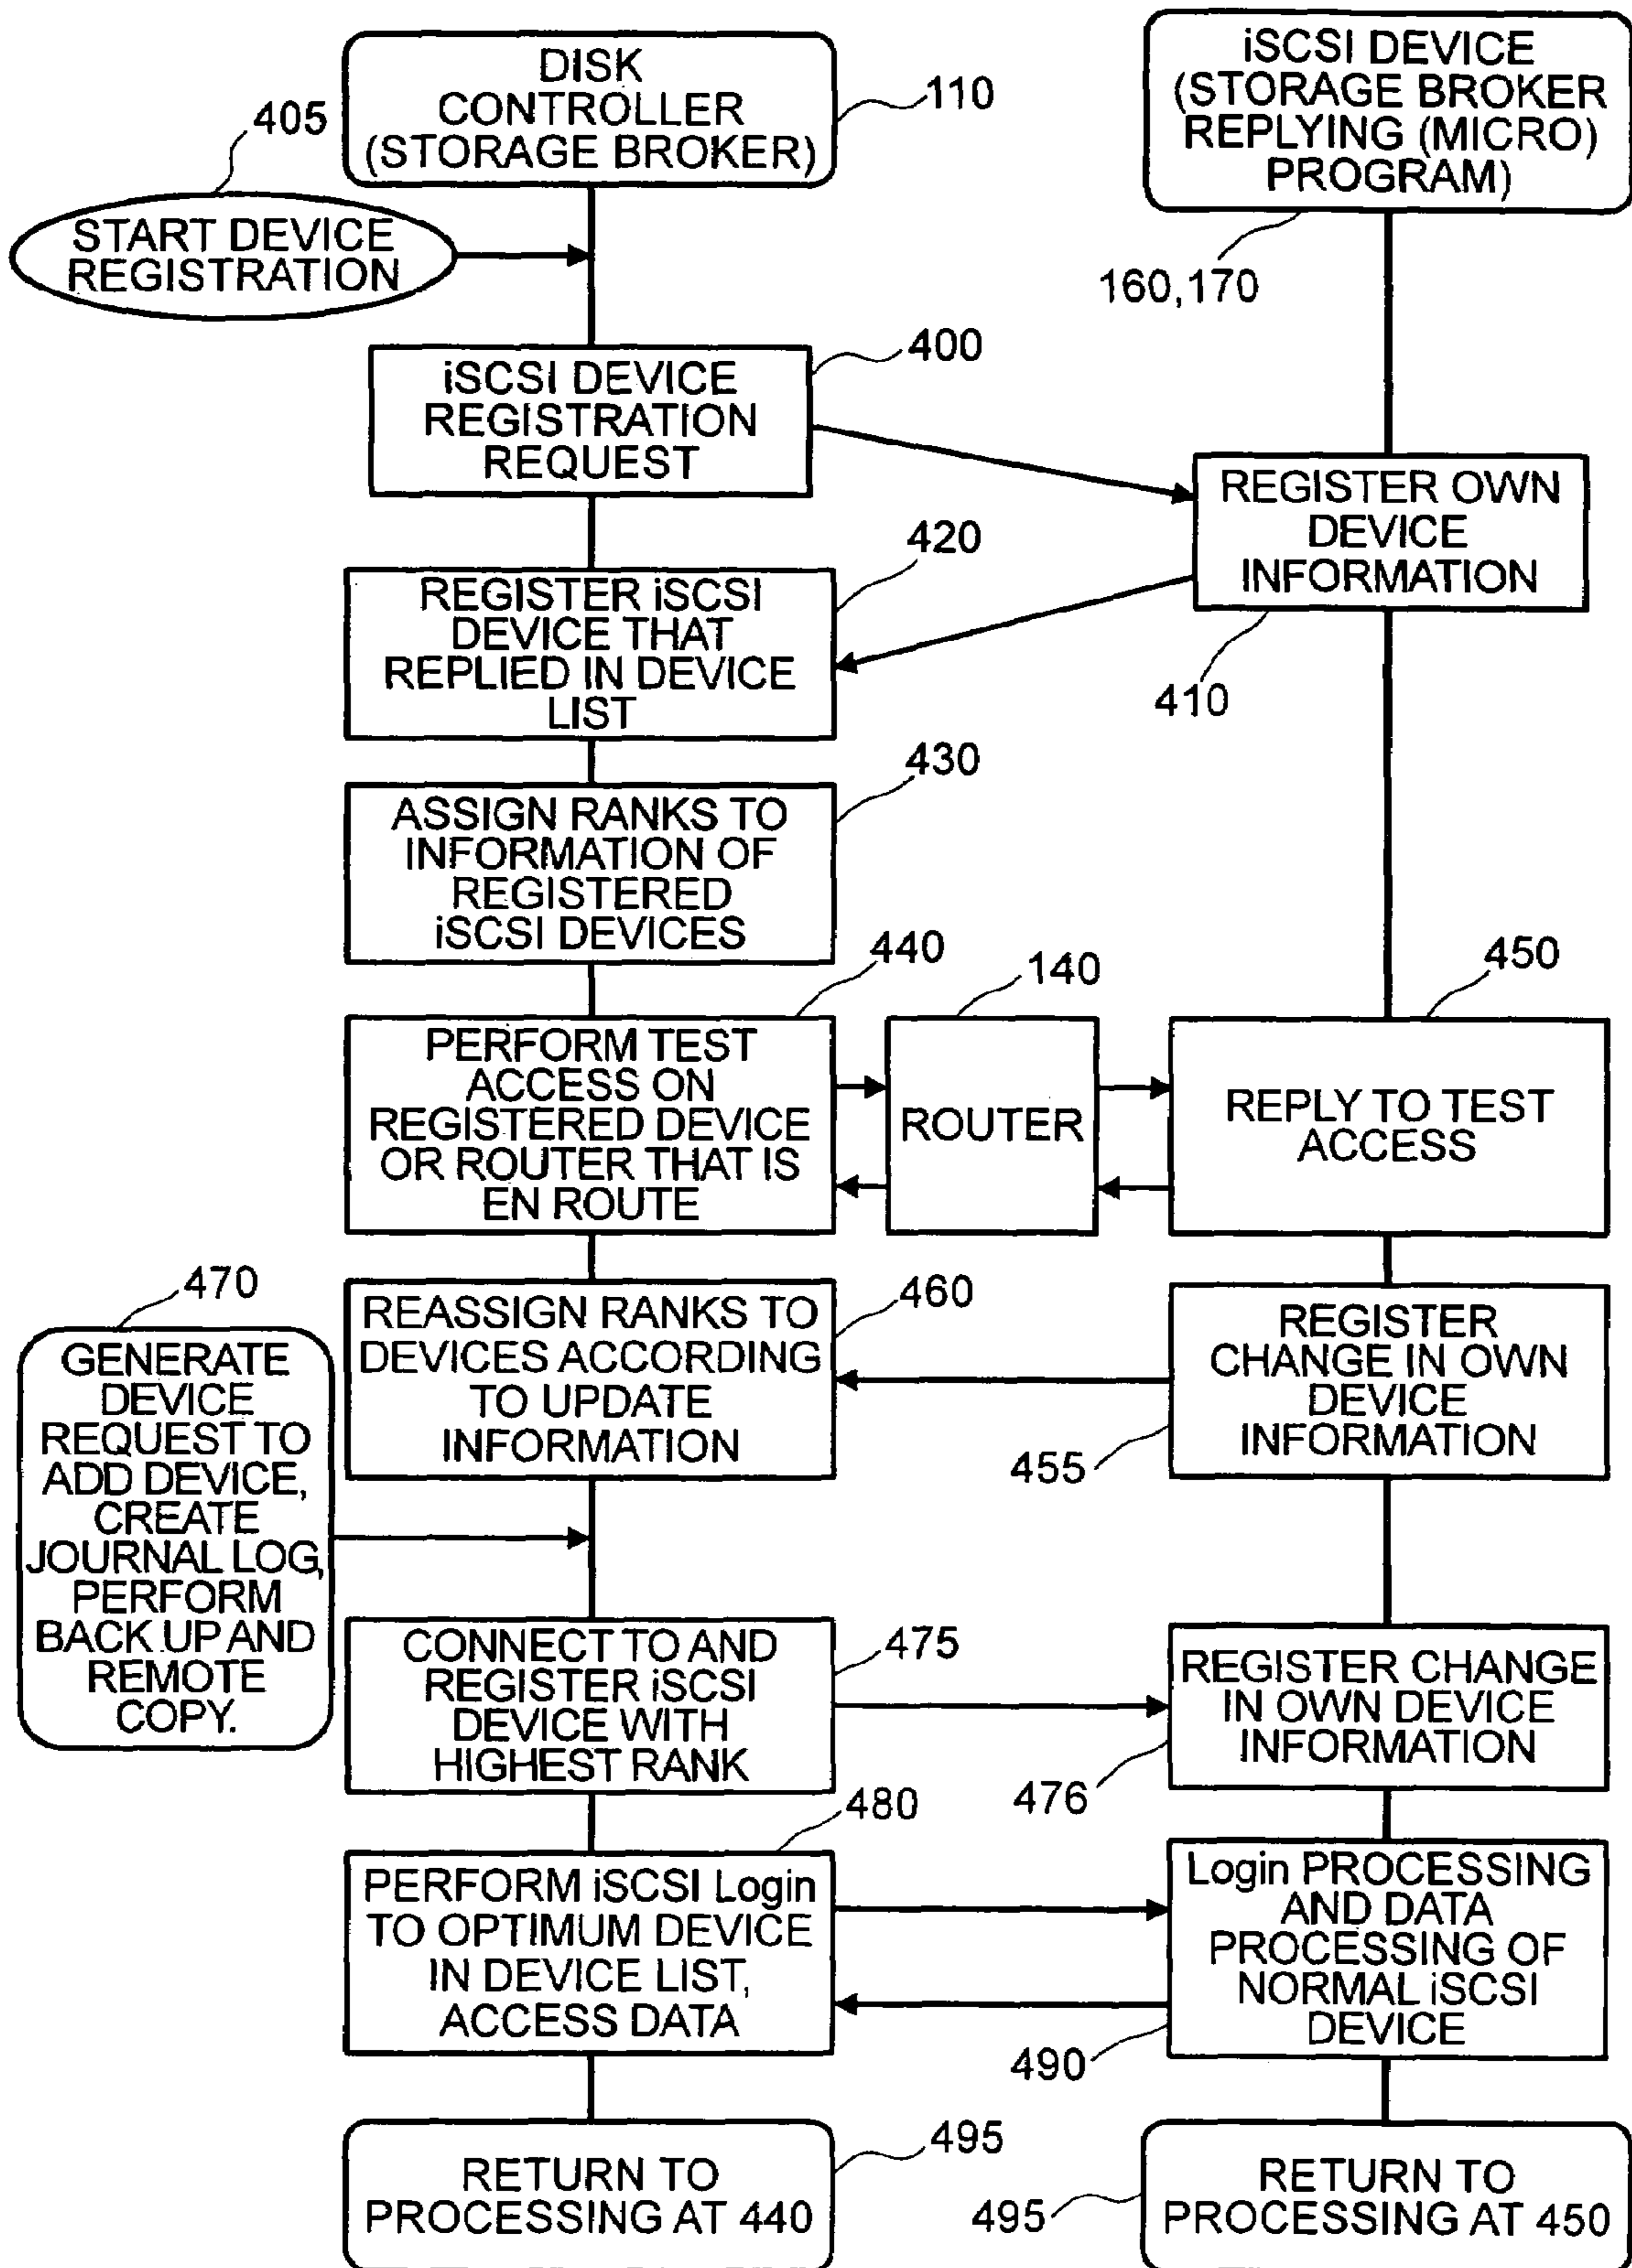 DISK
CONTROLLER
(STORAGE BROKER)
110
iSCSI DEVICE
(STORAGE BROKER
REPLYING (MICRO)
PROGRAM)
160,170
405
START DEVICE
REGISTRATION
400
iSCSI DEVICE
REGISTRATION
REQUEST
REGISTER OWN
DEVICE
INFORMATION
410
420
REGISTER iSCSI
DEVICE THAT
REPLIED IN DEVICE
LIST
430
ASSIGN RANKS TO
INFORMATION OF
REGISTERED
iSCSI DEVICES
440
PERFORM TEST
ACCESS ON
REGISTERED DEVICE
OR ROUTER THAT IS
EN ROUTE
140
ROUTER
450
REPLY TO TEST
ACCESS
460
REASSIGN RANKS TO
DEVICES ACCORDING
TO UPDATE
INFORMATION
REGISTER
CHANGE IN OWN
DEVICE
INFORMATION
455
470
GENERATE
DEVICE
REQUEST TO
ADD DEVICE,
CREATE
JOURNAL LOG,
PERFORM
BACK UP AND
REMOTE
COPY.
475
CONNECT TO AND
REGISTER iSCSI
DEVICE WITH
HIGHEST RANK
REGISTER CHANGE
IN OWN DEVICE
INFORMATION
476
480
PERFORM iSCSI Login
TO OPTIMUM DEVICE
IN DEVICE LIST,
ACCESS DATA
Login PROCESSING
AND DATA
PROCESSING OF
NORMAL iSCSI
DEVICE
490
495
RETURN TO
PROCESSING AT 440
495
RETURN TO
PROCESSING AT 450